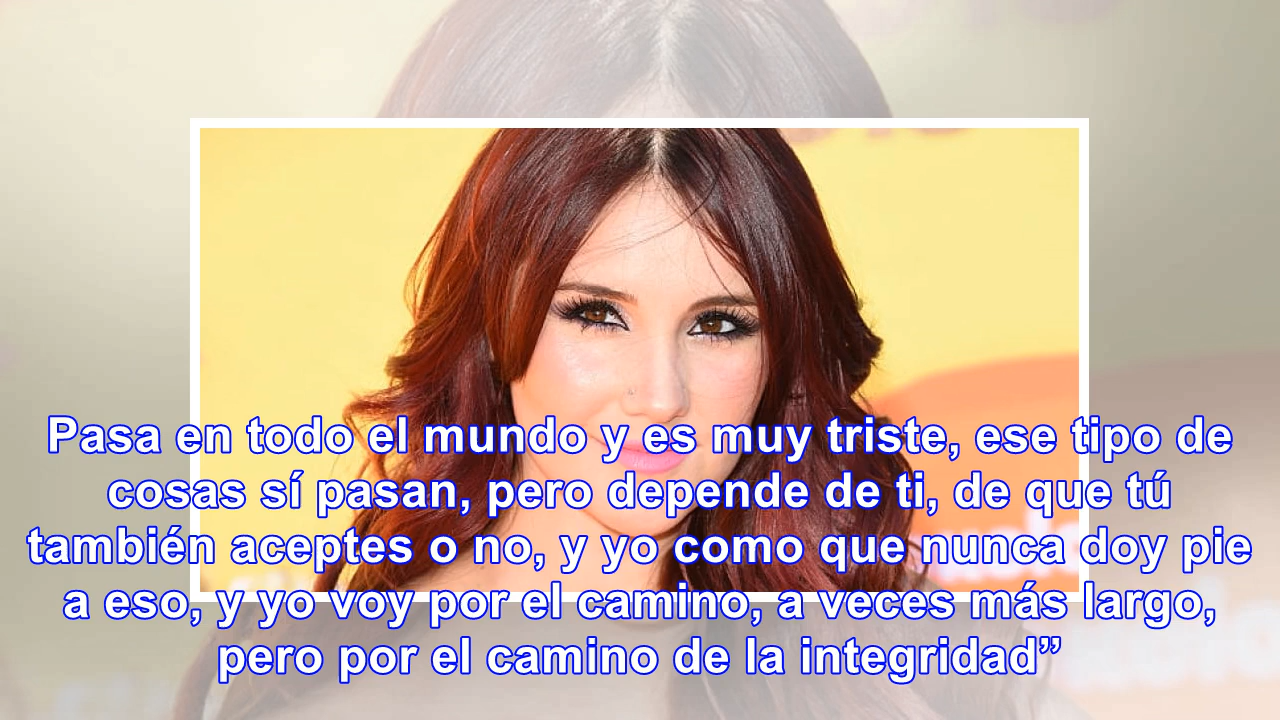 Pasa en todo el mundo y es muy triste, ese tipo de
cosas sí pasan, pero depende de ti, de que tú
también aceptes o no, y yo como que nunca doy pie
a eso, y yo voy por el camino, a veces más largo,
pero por el camino de la integridad”